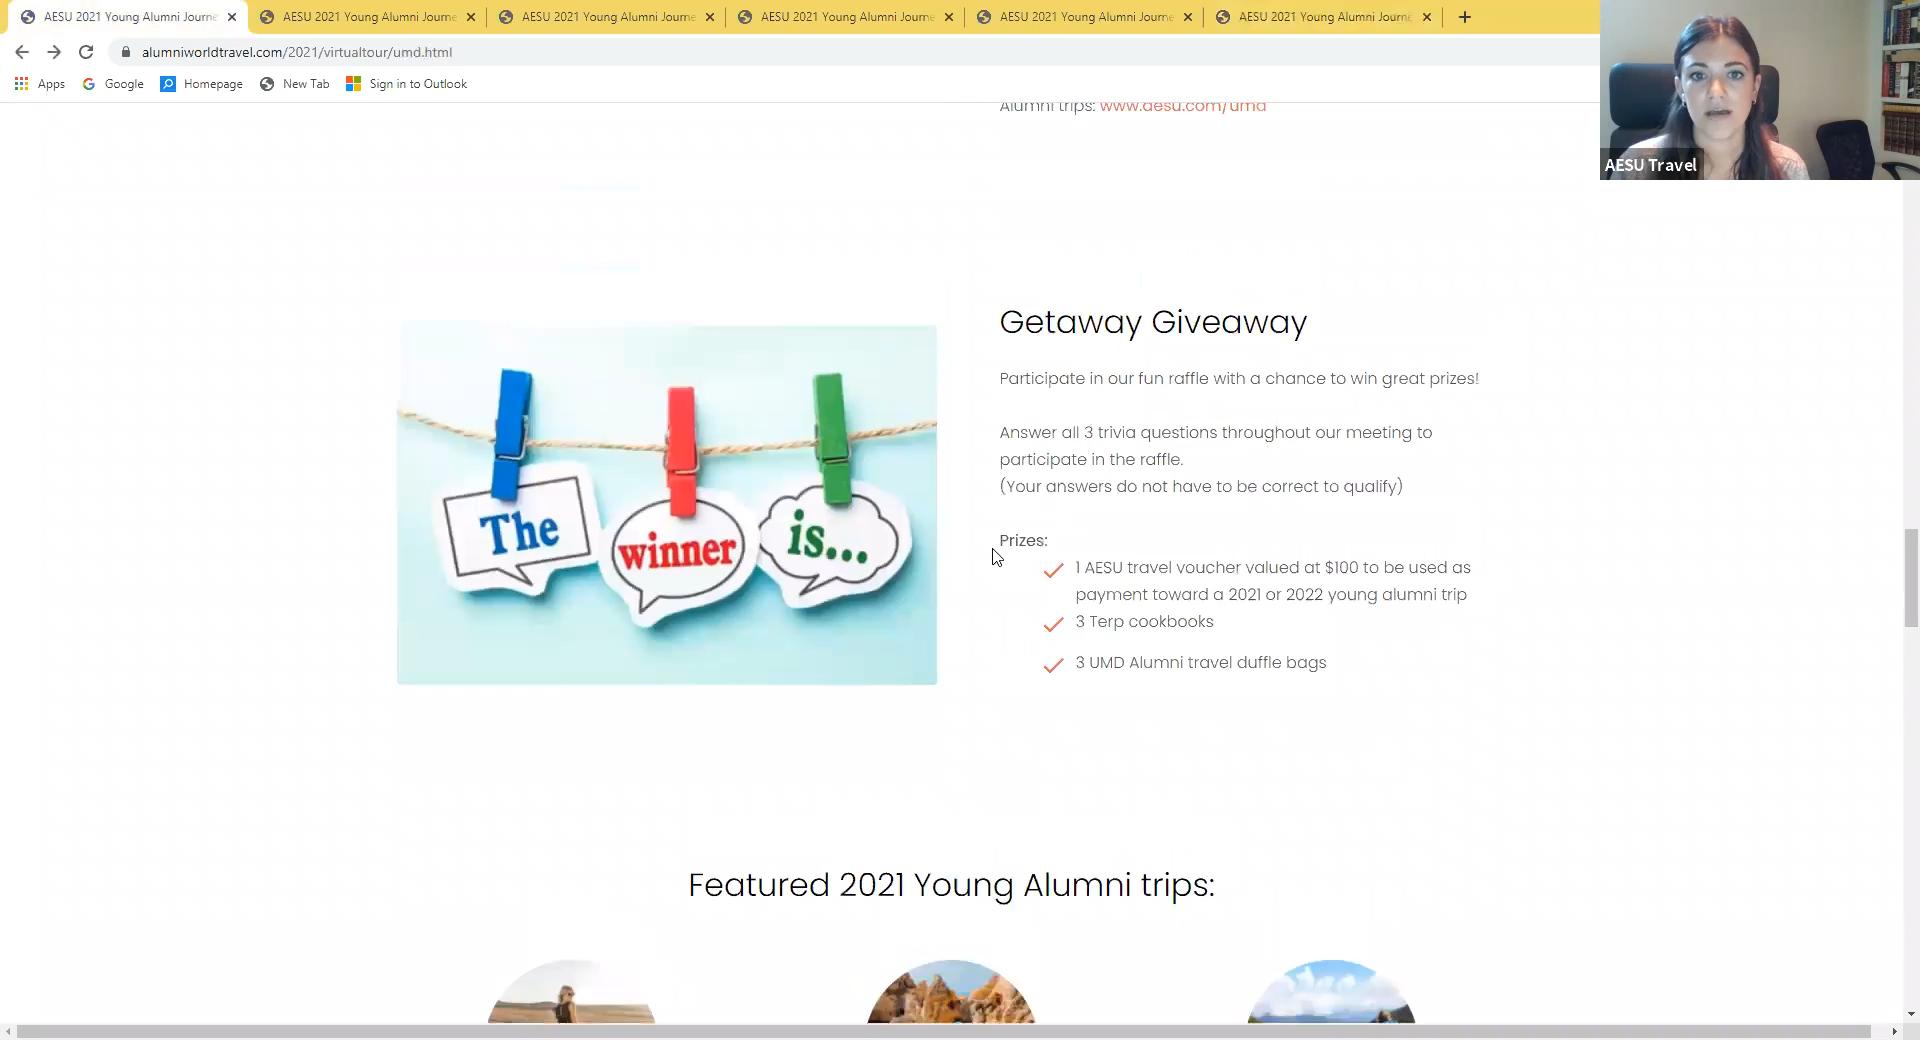 AESU 2021 Young Alumni Journe
AESU 2021 Young Alumni Journe
AESU 2021 Young Alumni Journe
AESU 2021 Young Alumni Journe
AESU 2021 Young Alumni Journe
AESU 2021 Young Alumni Journe
alumniworldtravel.com/2021/virtualtour/umd.html
Apps
Google
Homepage
New Tab
Sign in to Outlook
AESU Travel
Alumni trips: www.aesu.com/umd
The
winner
is...
Getaway Giveaway
Participate in our fun raffle with a chance to win great prizes!
Answer all 3 trivia questions throughout our meeting to
participate in the raffle.
(Your answers do not have to be correct to qualify)
Prizes:
1 AESU travel voucher valued at $100 to be used as
payment toward a 2021 or 2022 young alumni trip
3 Terp cookbooks
3 UMD Alumni travel duffle bags
Featured 2021 Young Alumni trips: